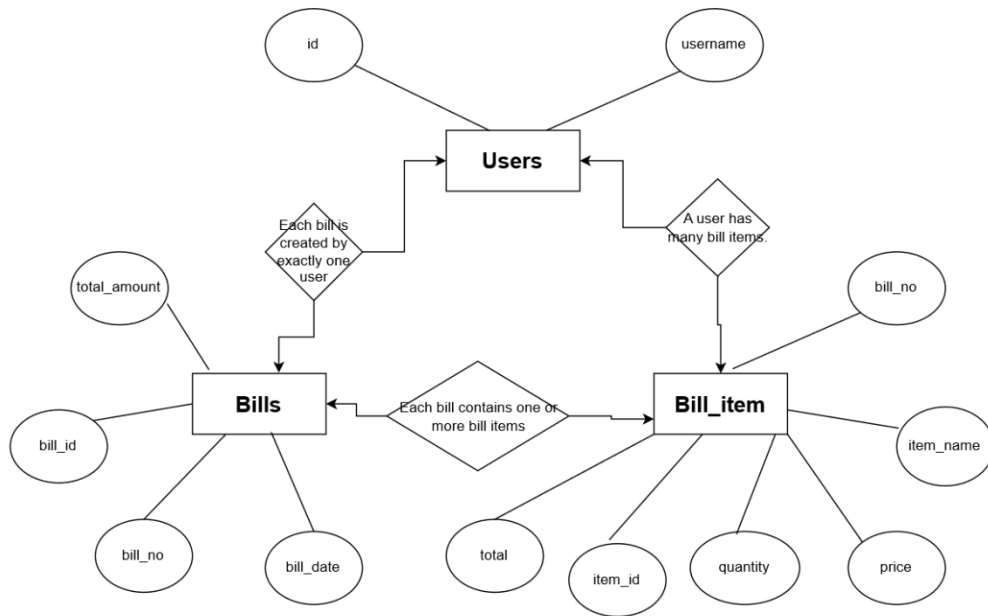 id
username
Users
Each bill is
created by
exactly one
user
A user has
many bill items.
total_amount
bill_no
Bills
Each bill contains one or
more bill items
Bill_item
bill_id
item_name
bill_no
bill_date
total
item_id
quantity
price